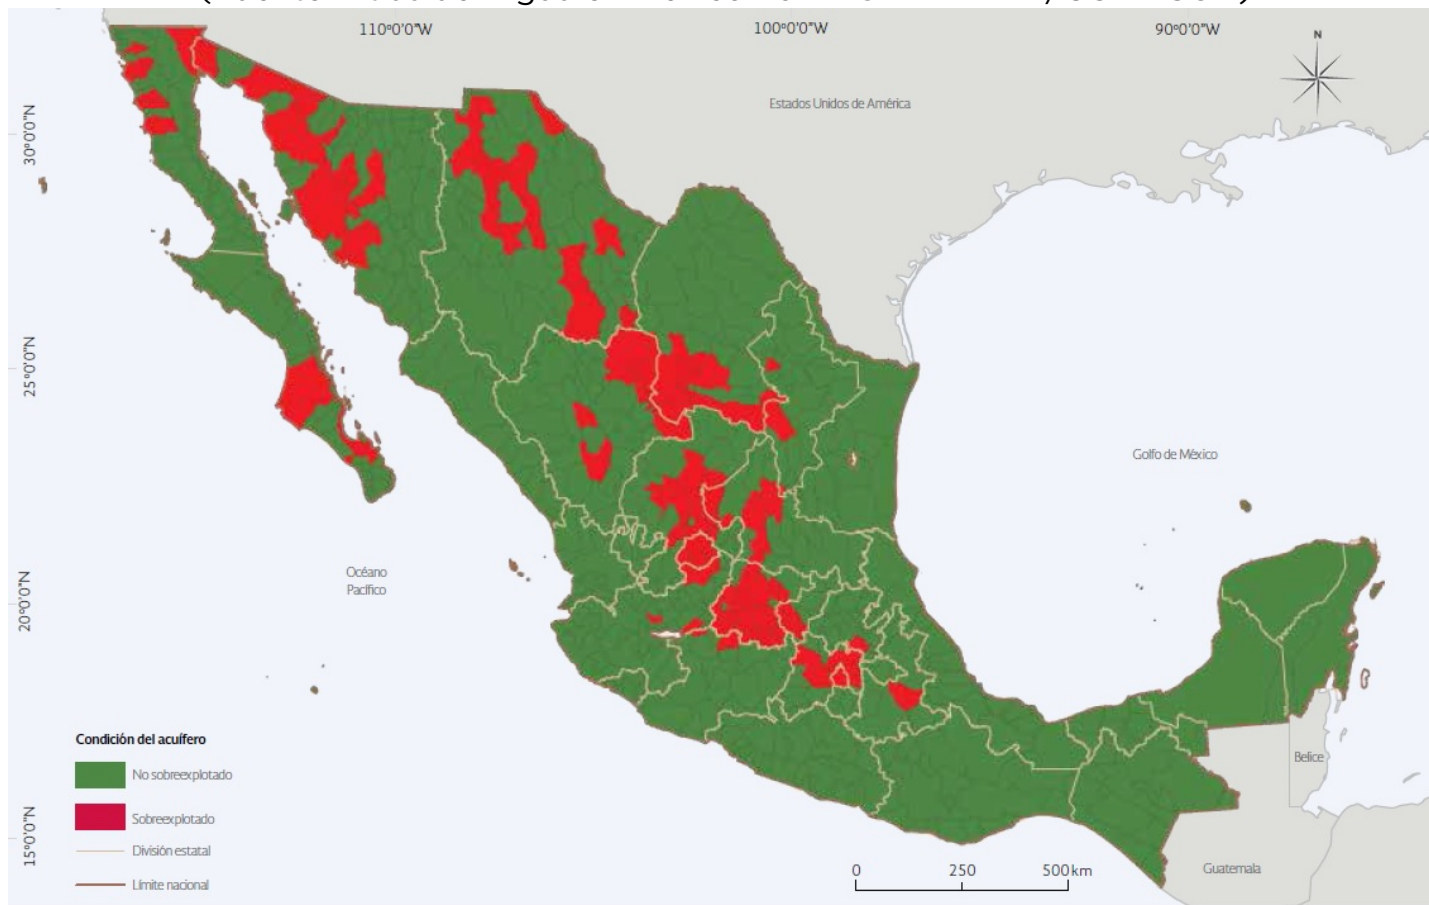 110°0'0"W
100°0'0"W
90°0'0"W
N
Estados Unidos de América
30°0'0"N
25°0'0"N
Golfo de México
Océano
Pacífico
20°0'0"N
Condición del acuífero
No sobreexplotado
Sobreexplotado
División estatal
Límite nacional
15°0'0"N
0 250 500 km
Belice
Guatemala